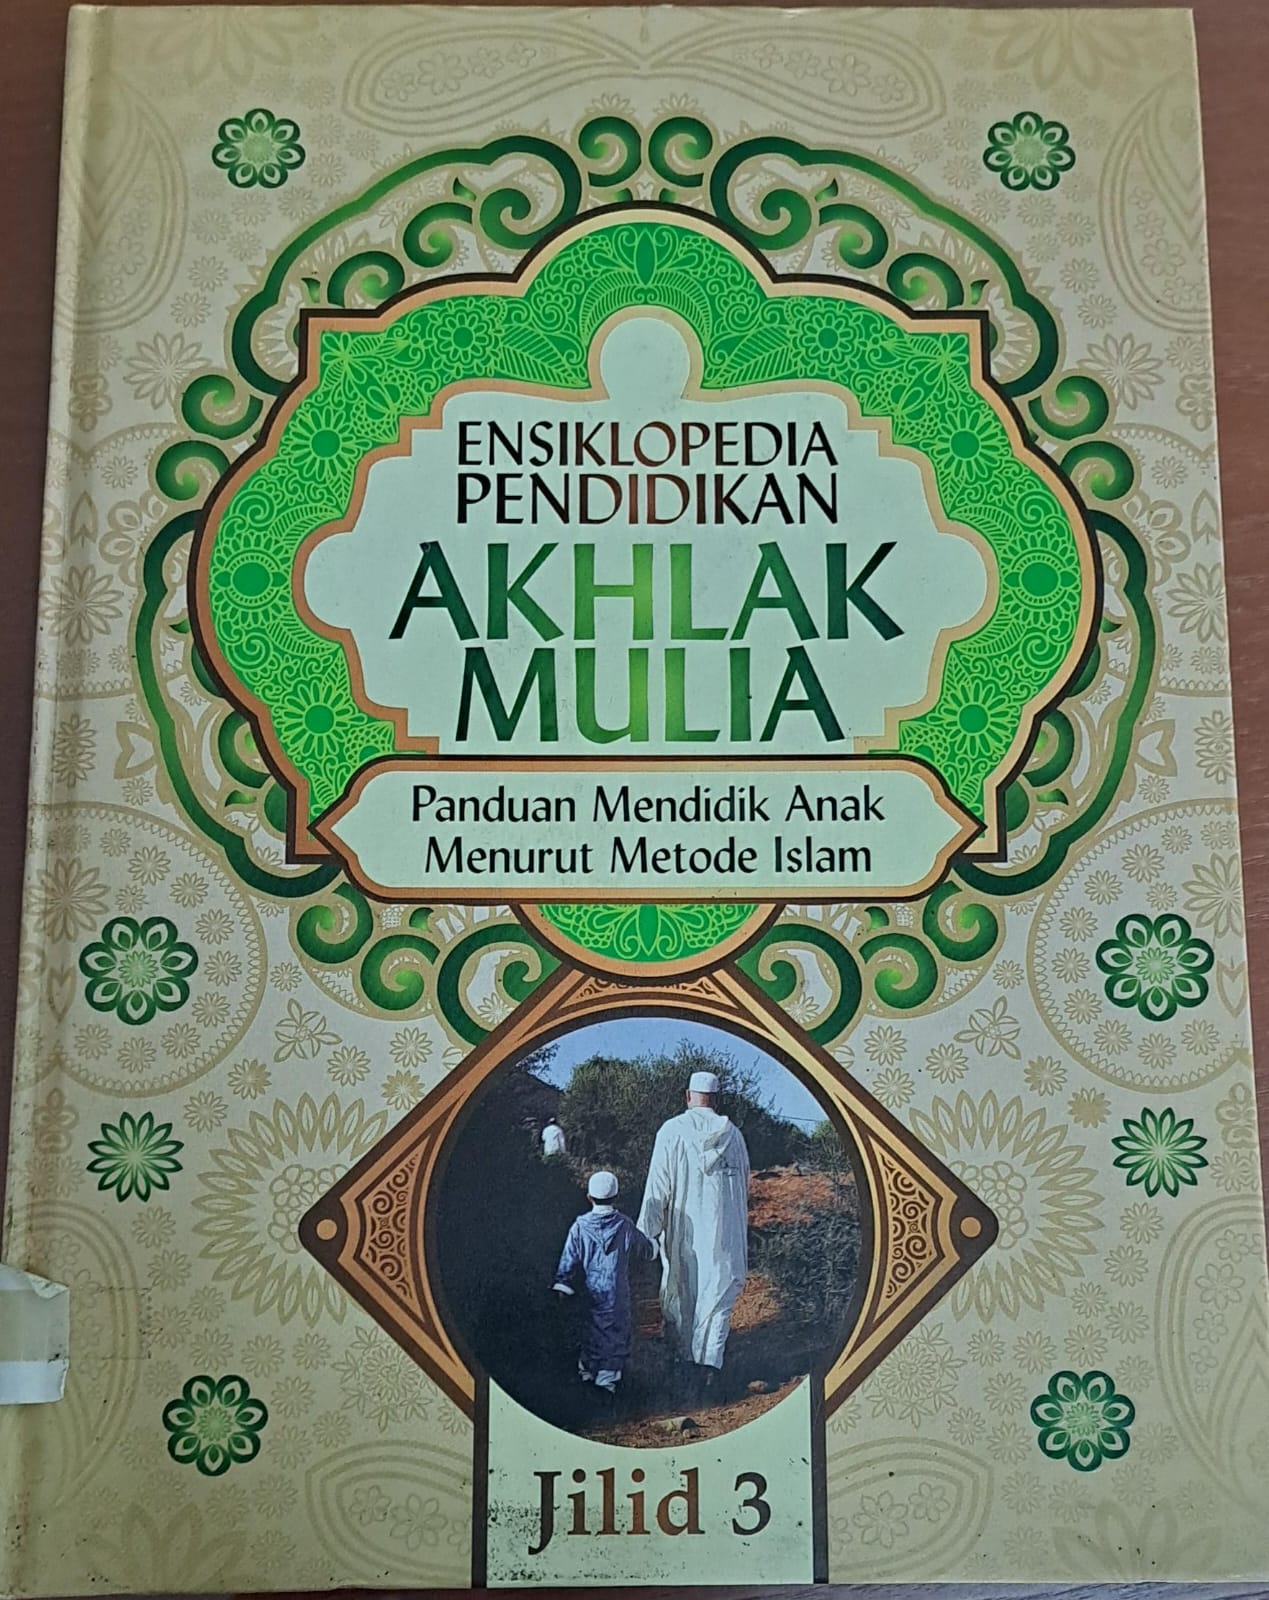 ENSIKLOPEDIA
PENDIDIKAN
AKHLAK
MULIA
Panduan Mendidik Anak
Menurut Metode Islam
Jilid 3